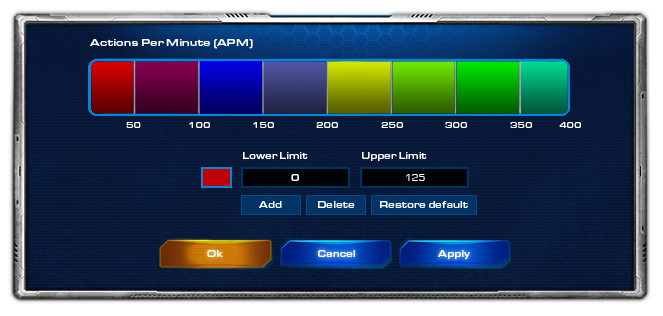 Actions Per Minute (APM)
50 100 150 200 250 300 350 400
Lower Limit Upper Limit
0 125
Add Delete Restore default
Ok Cancel Apply